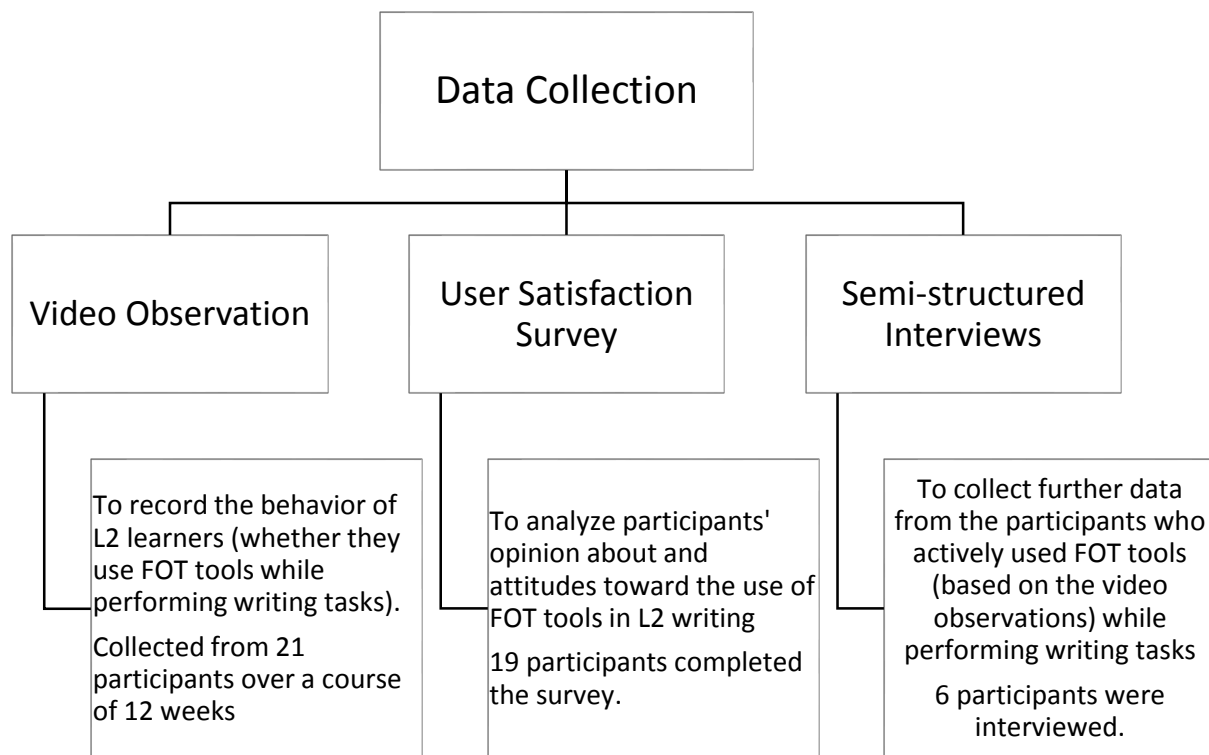 Data Collection
Video Observation
User Satisfaction
Survey
Semi-structured
Interviews
To record the behavior of
L2 learners (whether they
use FOT tools while
performing writing tasks).
Collected from 21
participants over a course
of 12 weeks
To analyze participants'
opinion about and
attitudes toward the use of
FOT tools in L2 writing
19 participants completed
the survey.
To collect further data
from the participants who
actively used FOT tools
(based on the video
observations) while
performing writing tasks
6 participants were
interviewed.